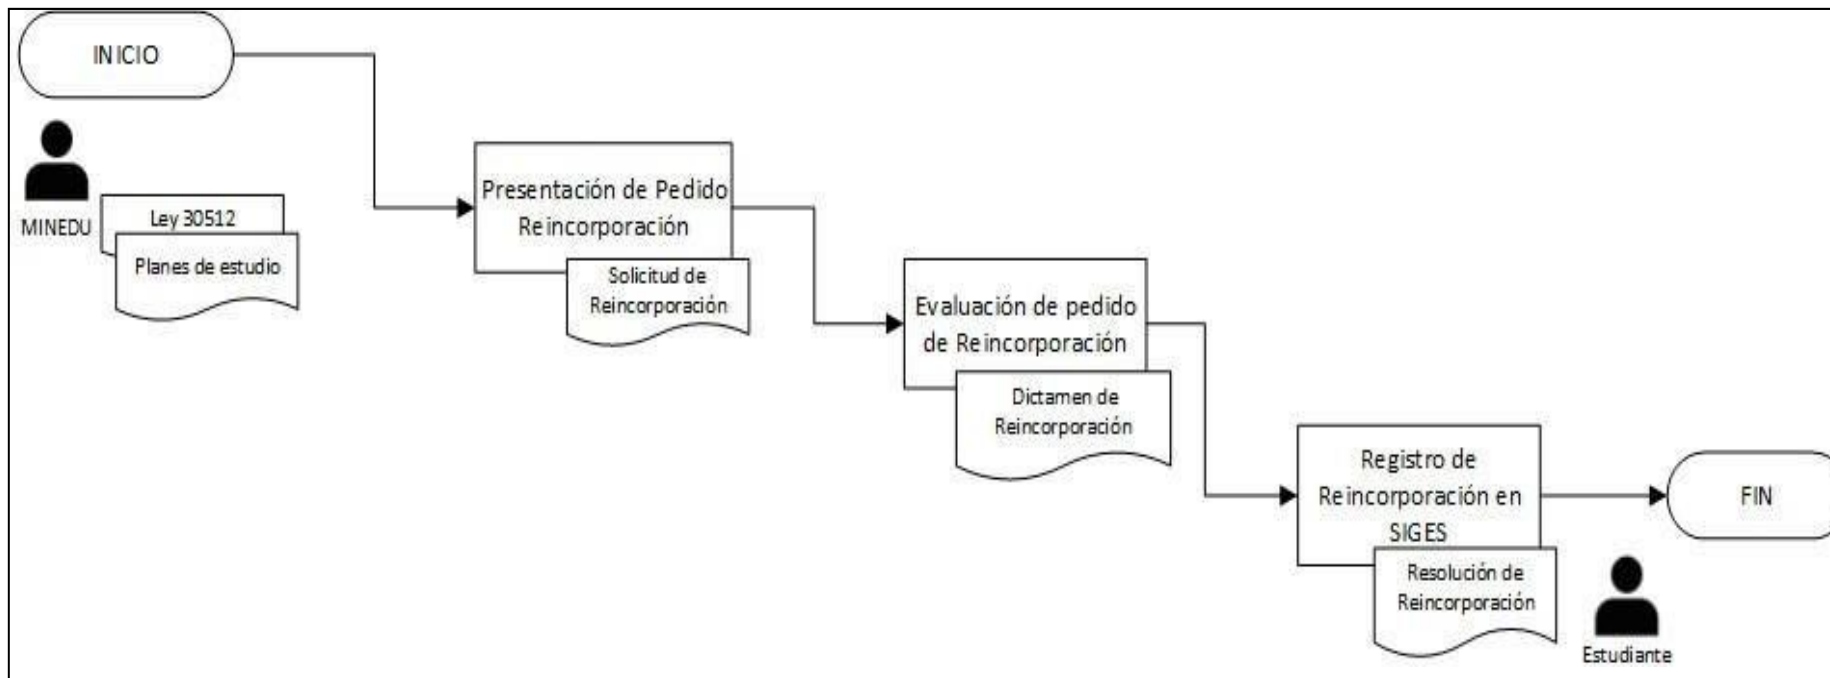 INICIO
MINEDU
Ley 30512
Planes de estudio
Presentación de Pedido
Reincorporación
Solicitud de
Reincorporación
Evaluación de pedido
de Reincorporación
Dictamen de
Reincorporación
Registro de
Reincorporación en
SIGES
Resolución de
Reincorporación
Estudiante
FIN